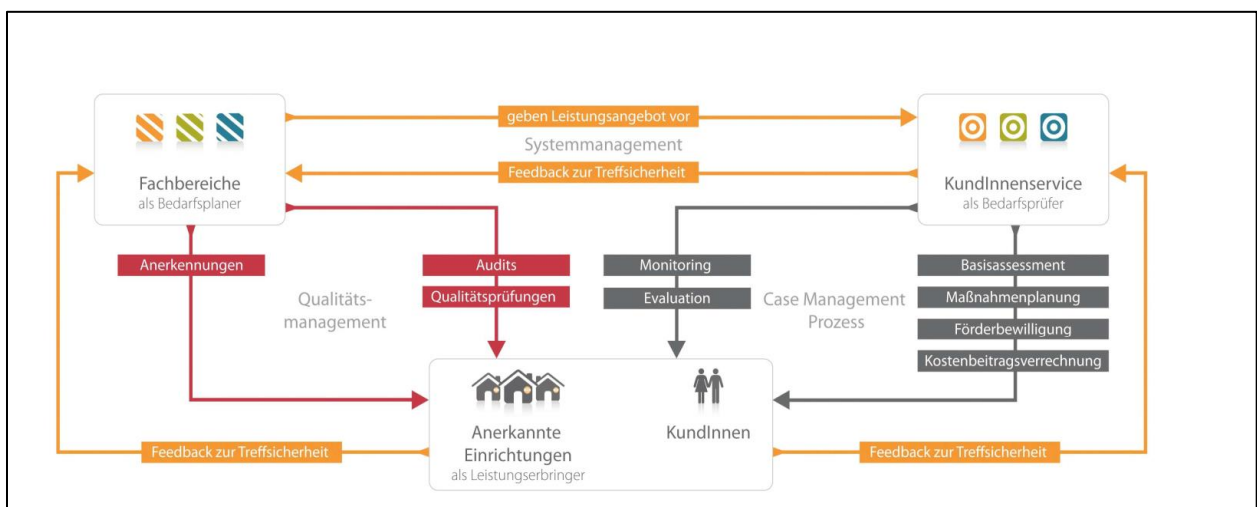 geben Leistungsangebot vor
Systemmanagement
Feedback zur Treffsicherheit
Fachbereiche
als Bedarfsplaner
KundInnenservice
als Bedarfsprüfer
Anerkennungen
Audits
Qualitätsprüfungen
Qualitäts-
management
Monitoring
Evaluation
Case Management
Prozess
Basisassessment
Maßnahmenplanung
Förderbewilligung
Kostenbeitragsverrechnung
Anerkannte
Einrichtungen
als Leistungserbringer
KundInnen
Feedback zur Treffsicherheit
Feedback zur Treffsicherheit